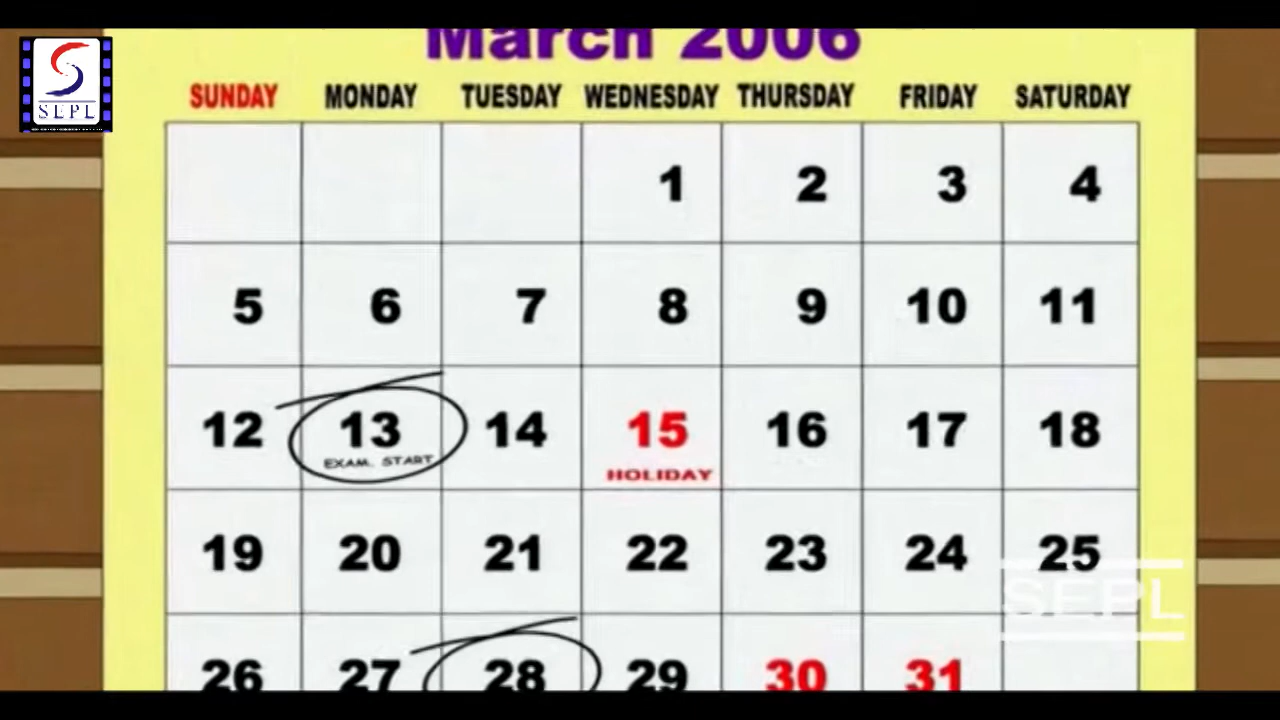 March 2006
SEPL
SUNDAY MONDAY TUESDAY WEDNESDAY THURSDAY FRIDAY SATURDAY
1 2 3 4
5 6 7 8 9 10 11
12 13 14 15 16 17 18
EXAM. START HOLIDAY
19 20 21 22 23 24 25
SEPL
26 27 28 29 30 31